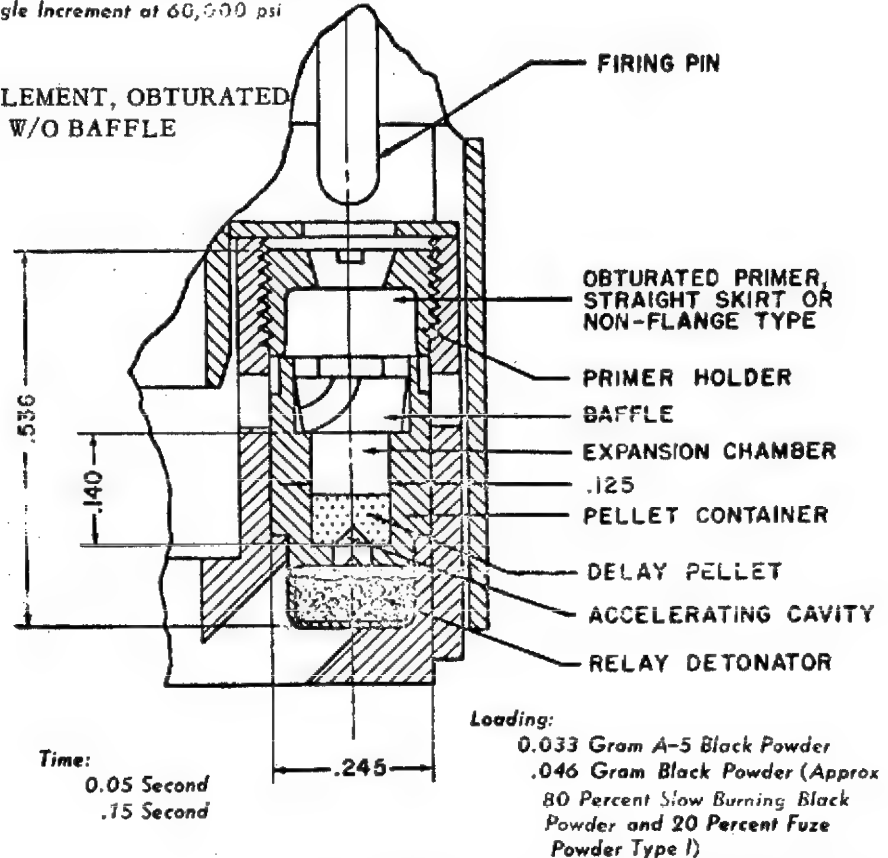 gle Increment at 60,000 psi
LEMENT, OBTURATED
W/O BAFFLE
FIRING PIN
OBTURATED PRIMER,
STRAIGHT SKIRT OR
NON-FLANGE TYPE
PRIMER HOLDER
BAFFLE
EXPANSION CHAMBER
.125
PELLET CONTAINER
DELAY PELLET
ACCELERATING CAVITY
RELAY DETONATOR
.536
.140
.245
Time:
0.05 Second
.15 Second
Loading:
0.033 Gram A-5 Black Powder
.046 Gram Black Powder (Approx
80 Percent Slow Burning Black
Powder and 20 Percent Fuze
Powder Type I)